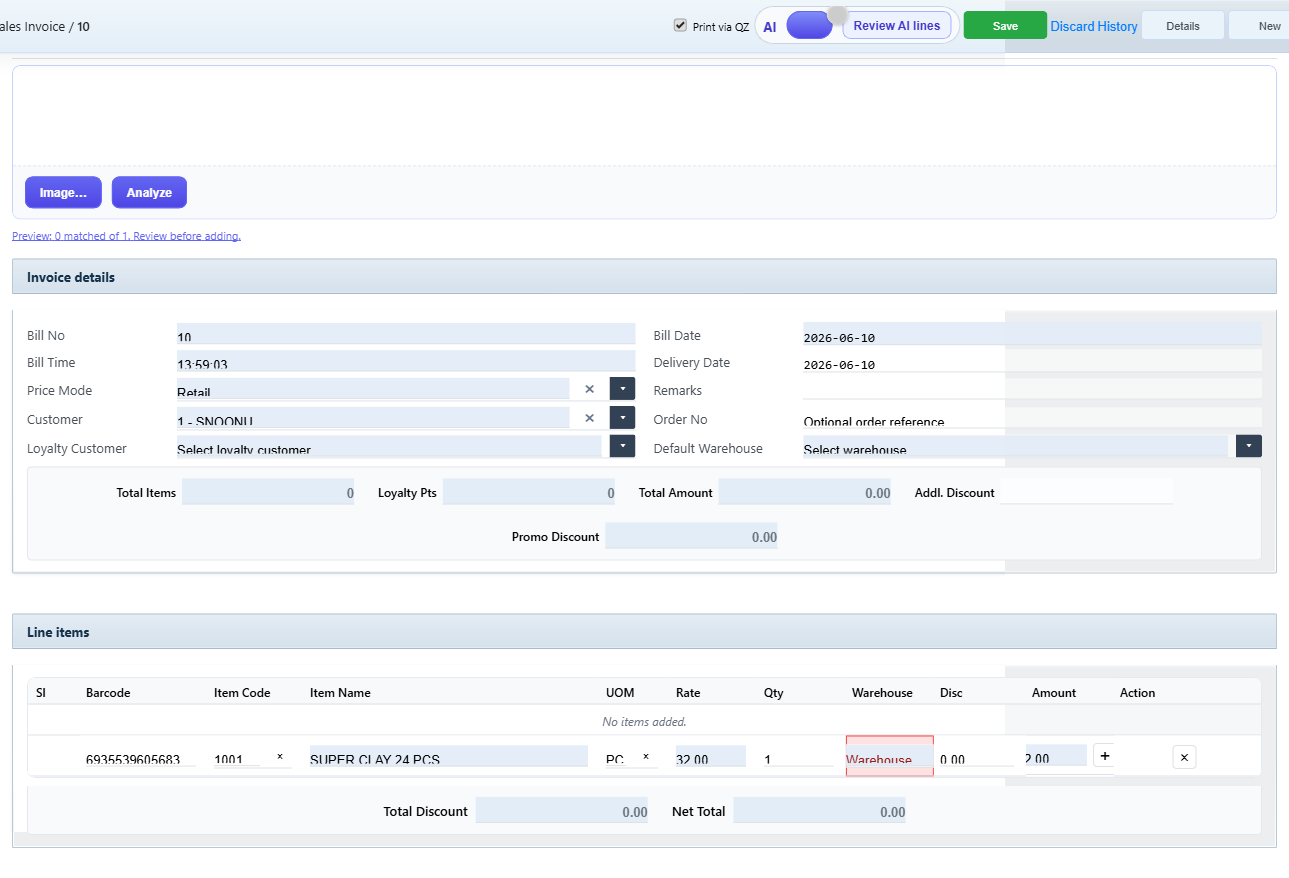 ales Invoice / 10
Print via QZ
AI
Review AI lines
Save
Discard History
Details
New
Image...
Analyze
Preview: 0 matched of 1. Review before adding.
Invoice details
Bill No 10 Bill Date 2026-06-10
Bill Time 13:59:03 Delivery Date 2026-06-10
Price Mode Retail × Remarks
Customer 1 - SNOONU × Order No Optional order reference
Loyalty Customer Select loyalty customer Default Warehouse Select warehouse
Total Items 0 Loyalty Pts 0 Total Amount 0.00 Addl. Discount
Promo Discount 0.00
Line items
Sl Barcode Item Code Item Name UOM Rate Qty Warehouse Disc Amount Action
No items added.
6935539605683 1001 × SUPER CLAY 24 PCS PC × 32.00 1 Warehouse 0.00 2.00 + ×
Total Discount 0.00 Net Total 0.00